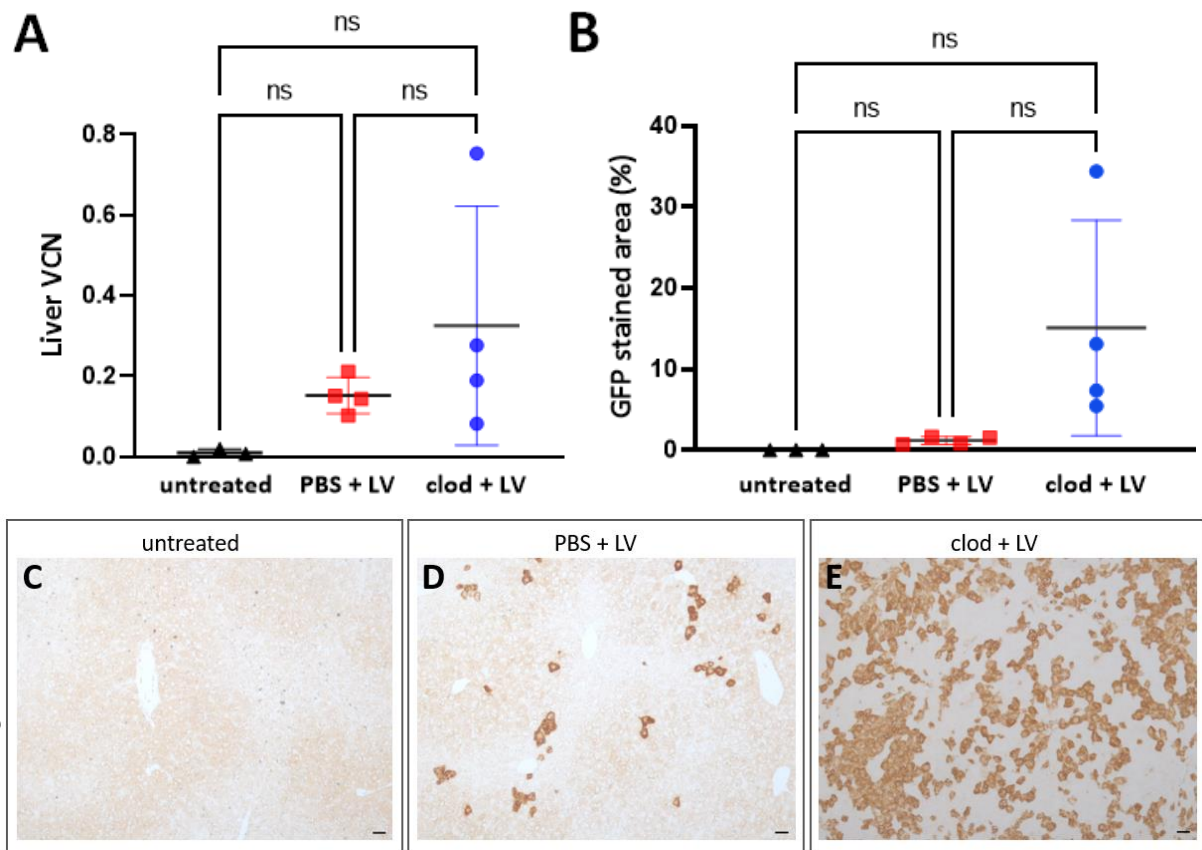 A
ns
ns
ns
Liver VCN
0.8
0.6
0.4
0.2
0.0
untreated
PBS + LV
clod + LV
B
ns
ns
ns
GFP stained area (%)
40
30
20
10
0
untreated
PBS + LV
clod + LV
untreated
C
PBS + LV
D
clod + LV
E